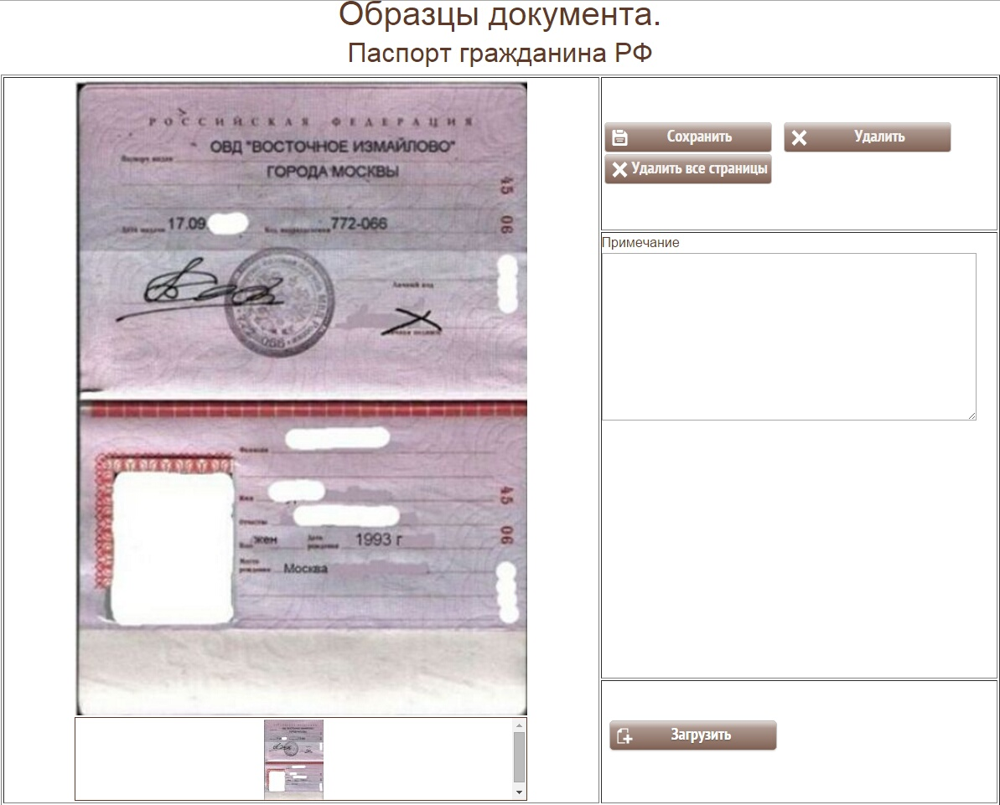 Образцы документа.
Паспорт гражданина РФ
РОССИЙСКАЯ ФЕДЕРАЦИЯ
Паспорт выдан
ОВД "ВОСТОЧНОЕ ИЗМАЙЛОВО"
ГОРОДА МОСКВЫ
Дата выдачи 17.09. Код подразделения 772-066
45 06
Личный код
Личная подпись
Фамилия
Имя
Отчество
Пол жен Дата рождения 1993 г
Место рождения Москва
45 06
Сохранить
Удалить
Удалить все страницы
Примечание
Загрузить